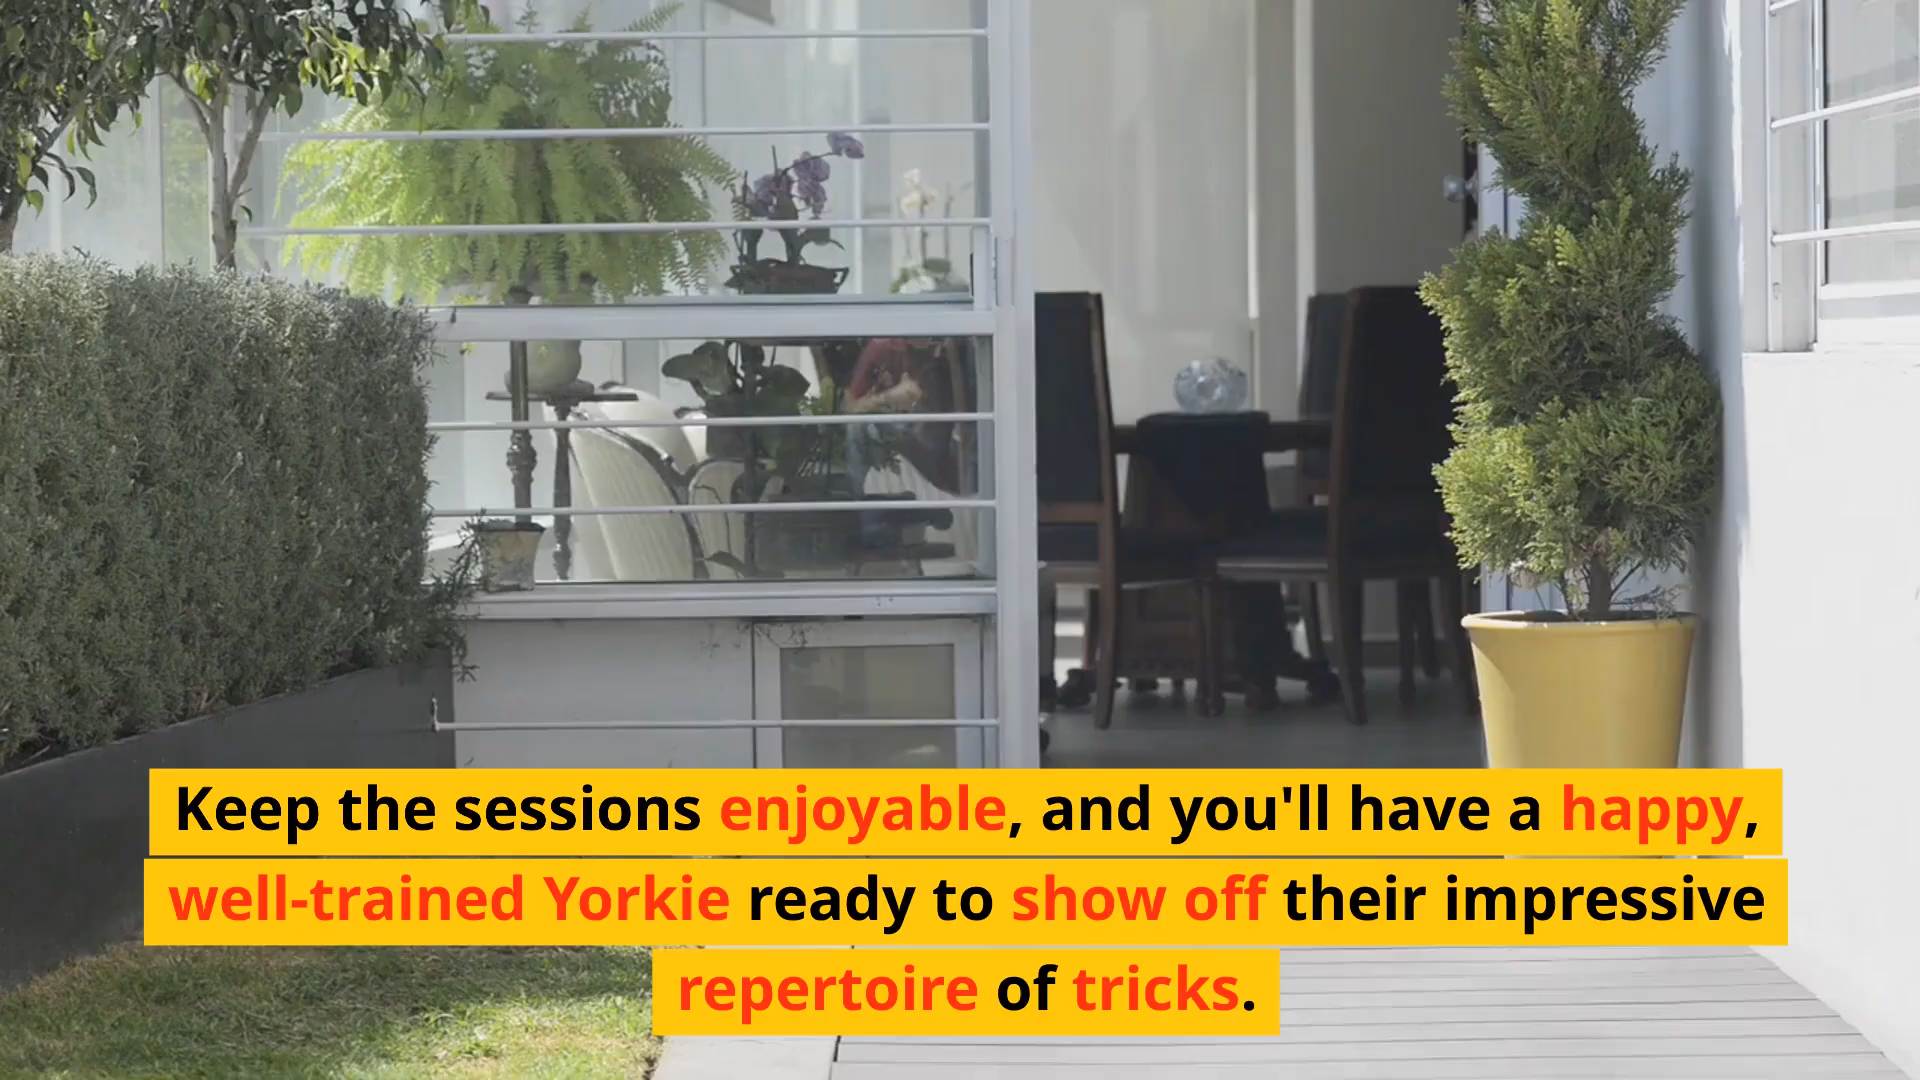 Keep the sessions enjoyable, and you'll have a happy,
well-trained Yorkie ready to show off their impressive
repertoire of tricks.